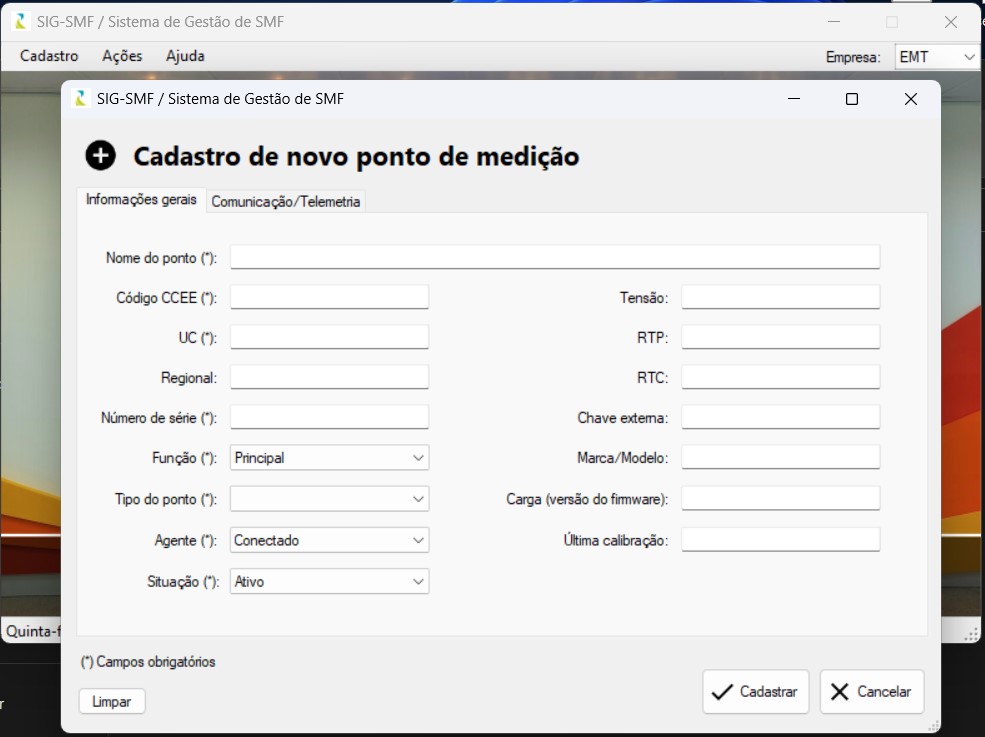 SIG-SMF / Sistema de Gestão de SMF
Cadastro Ações Ajuda Empresa: EMT
SIG-SMF / Sistema de Gestão de SMF
Cadastro de novo ponto de medição
Informações gerais Comunicação/Telemetria
Nome do ponto (*):
Código CCEE (*): Tensão:
UC (*): RTP:
Regional: RTC:
Número de série (*): Chave externa:
Função (*): Principal Marca/Modelo:
Tipo do ponto (*): Carga (versão do firmware):
Agente (*): Conectado Última calibração:
Situação (*): Ativo
Quinta-f
(*) Campos obrigatórios
Limpar Cadastrar Cancelar